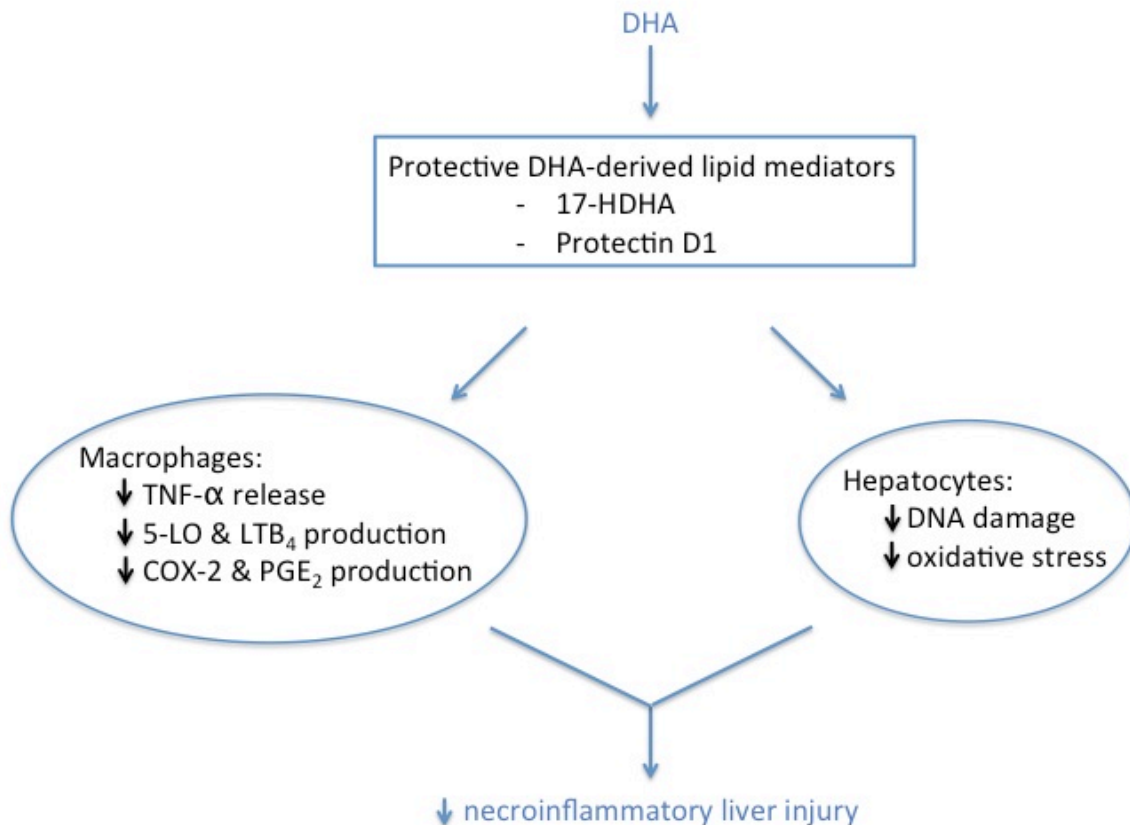 DHA
Protective DHA-derived lipid mediators
- 17-HDHA
- Protectin D1
Macrophages:
↓ TNF-α release
↓ 5-LO & LTB₄ production
↓ COX-2 & PGE₂ production
Hepatocytes:
↓ DNA damage
↓ oxidative stress
↓ necroinflammatory liver injury